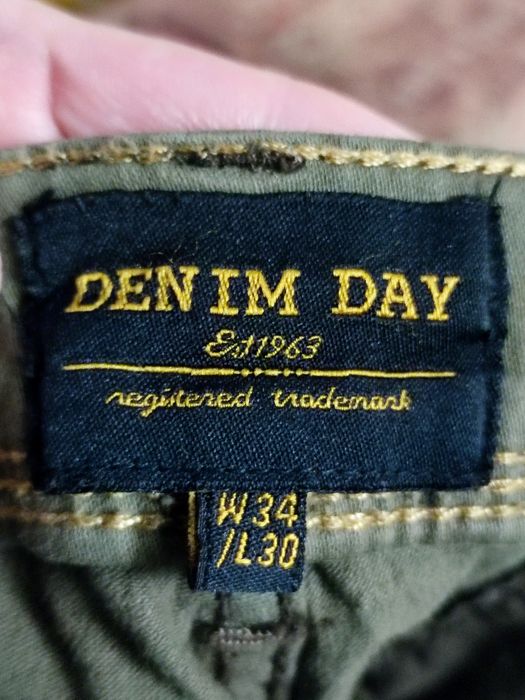 DENIM DAY
Est1963
registered trademark
W34
/L30